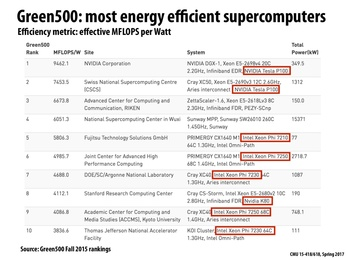 Green500: most energy efficient supercomputers
Efficiency metric: effective MFLOPS per Watt
Green500 Rank MFLOPS/W Site System Total Power(kW)
1 9462.1 NVIDIA Corporation NVIDIA DGX-1, Xeon E5-2698v4 20C 2.2GHz, Infiniband EDR, NVIDIA Tesla P100 349.5
2 7453.5 Swiss National Supercomputing Centre (CSCS) Cray XC50, Xeon E5-2690v3 12C 2.6GHz, Aries interconnect, NVIDIA Tesla P100 1312
3 6673.8 Advanced Center for Computing and Communication, RIKEN ZettaScaler-1.6, Xeon E5-2618Lv3 8C 2.3GHz, Infiniband FDR, PEZY-SCnp 150.0
4 6051.3 National Supercomputing Center in Wuxi Sunway MPP, Sunway SW26010 260C 1.45GHz, Sunway 15371
5 5806.3 Fujitsu Technology Solutions GmbH PRIMERGY CX1640 M1, Intel Xeon Phi 7210 64C 1.3GHz, Intel Omni-Path 77
6 4985.7 Joint Center for Advanced High Performance Computing PRIMERGY CX1640 M1, Intel Xeon Phi 7250 68C 1.4GHz, Intel Omni-Path 2718.7
7 4688.0 DOE/SC/Argonne National Laboratory Cray XC40, Intel Xeon Phi 7230 64C 1.3GHz, Aries interconnect 1087
8 4112.1 Stanford Research Computing Center Cray CS-Storm, Intel Xeon E5-2680v2 10C 2.8GHz, Infiniband FDR, Nvidia K80 190
9 4086.8 Academic Center for Computing and Media Studies (ACCMS), Kyoto University Cray XC40, Intel Xeon Phi 7250 68C 1.4GHz, Aries interconnect 748.1
10 3836.6 Thomas Jefferson National Accelerator Facility KOI Cluster, Intel Xeon Phi 7230 64C 1.3GHz, Intel Omni-Path 111
Source: Green500 Fall 2015 rankings
CMU 15-418/618, Spring 2017